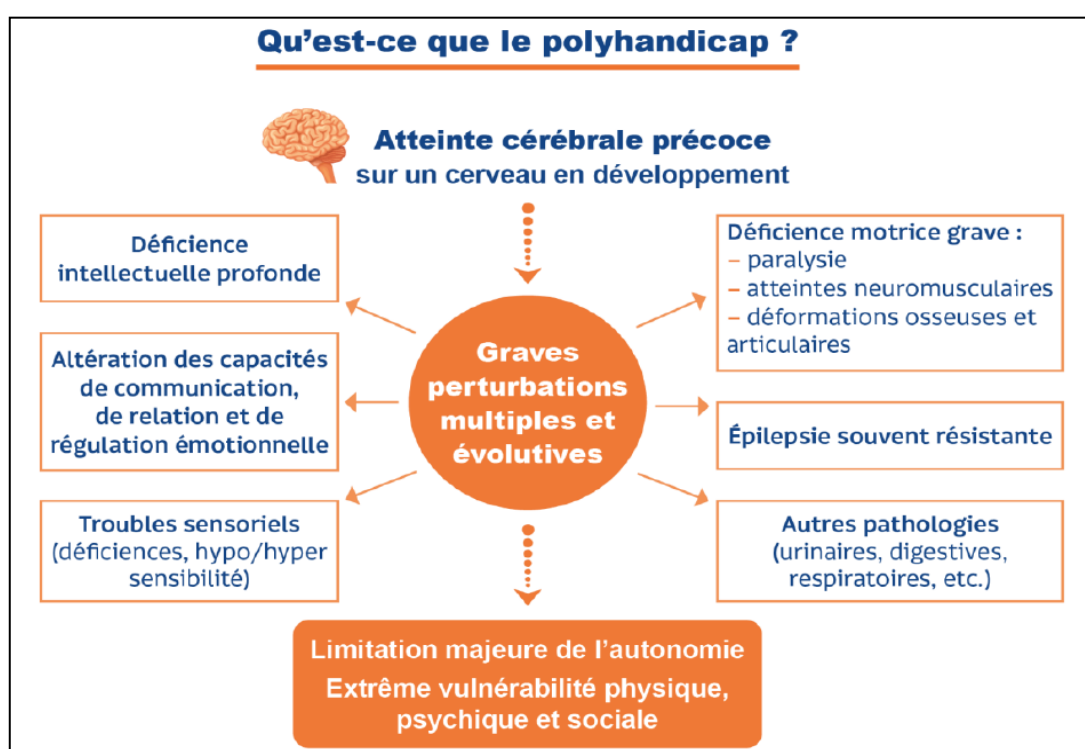 Qu'est-ce que le polyhandicap ?
Atteinte cérébrale précoce
sur un cerveau en développement
Déficience
intellectuelle profonde
Altération des capacités
de communication,
de relation et de
régulation émotionnelle
Troubles sensoriels
(déficiences, hypo/hyper
sensibilité)
Graves
perturbations
multiples et
évolutives
Déficience motrice grave :
– paralysie
– atteintes neuromusculaires
– déformations osseuses et
articulaires
Épilepsie souvent résistante
Autres pathologies
(urinaires, digestives,
respiratoires, etc.)
Limitation majeure de l'autonomie
Extrême vulnérabilité physique,
psychique et sociale